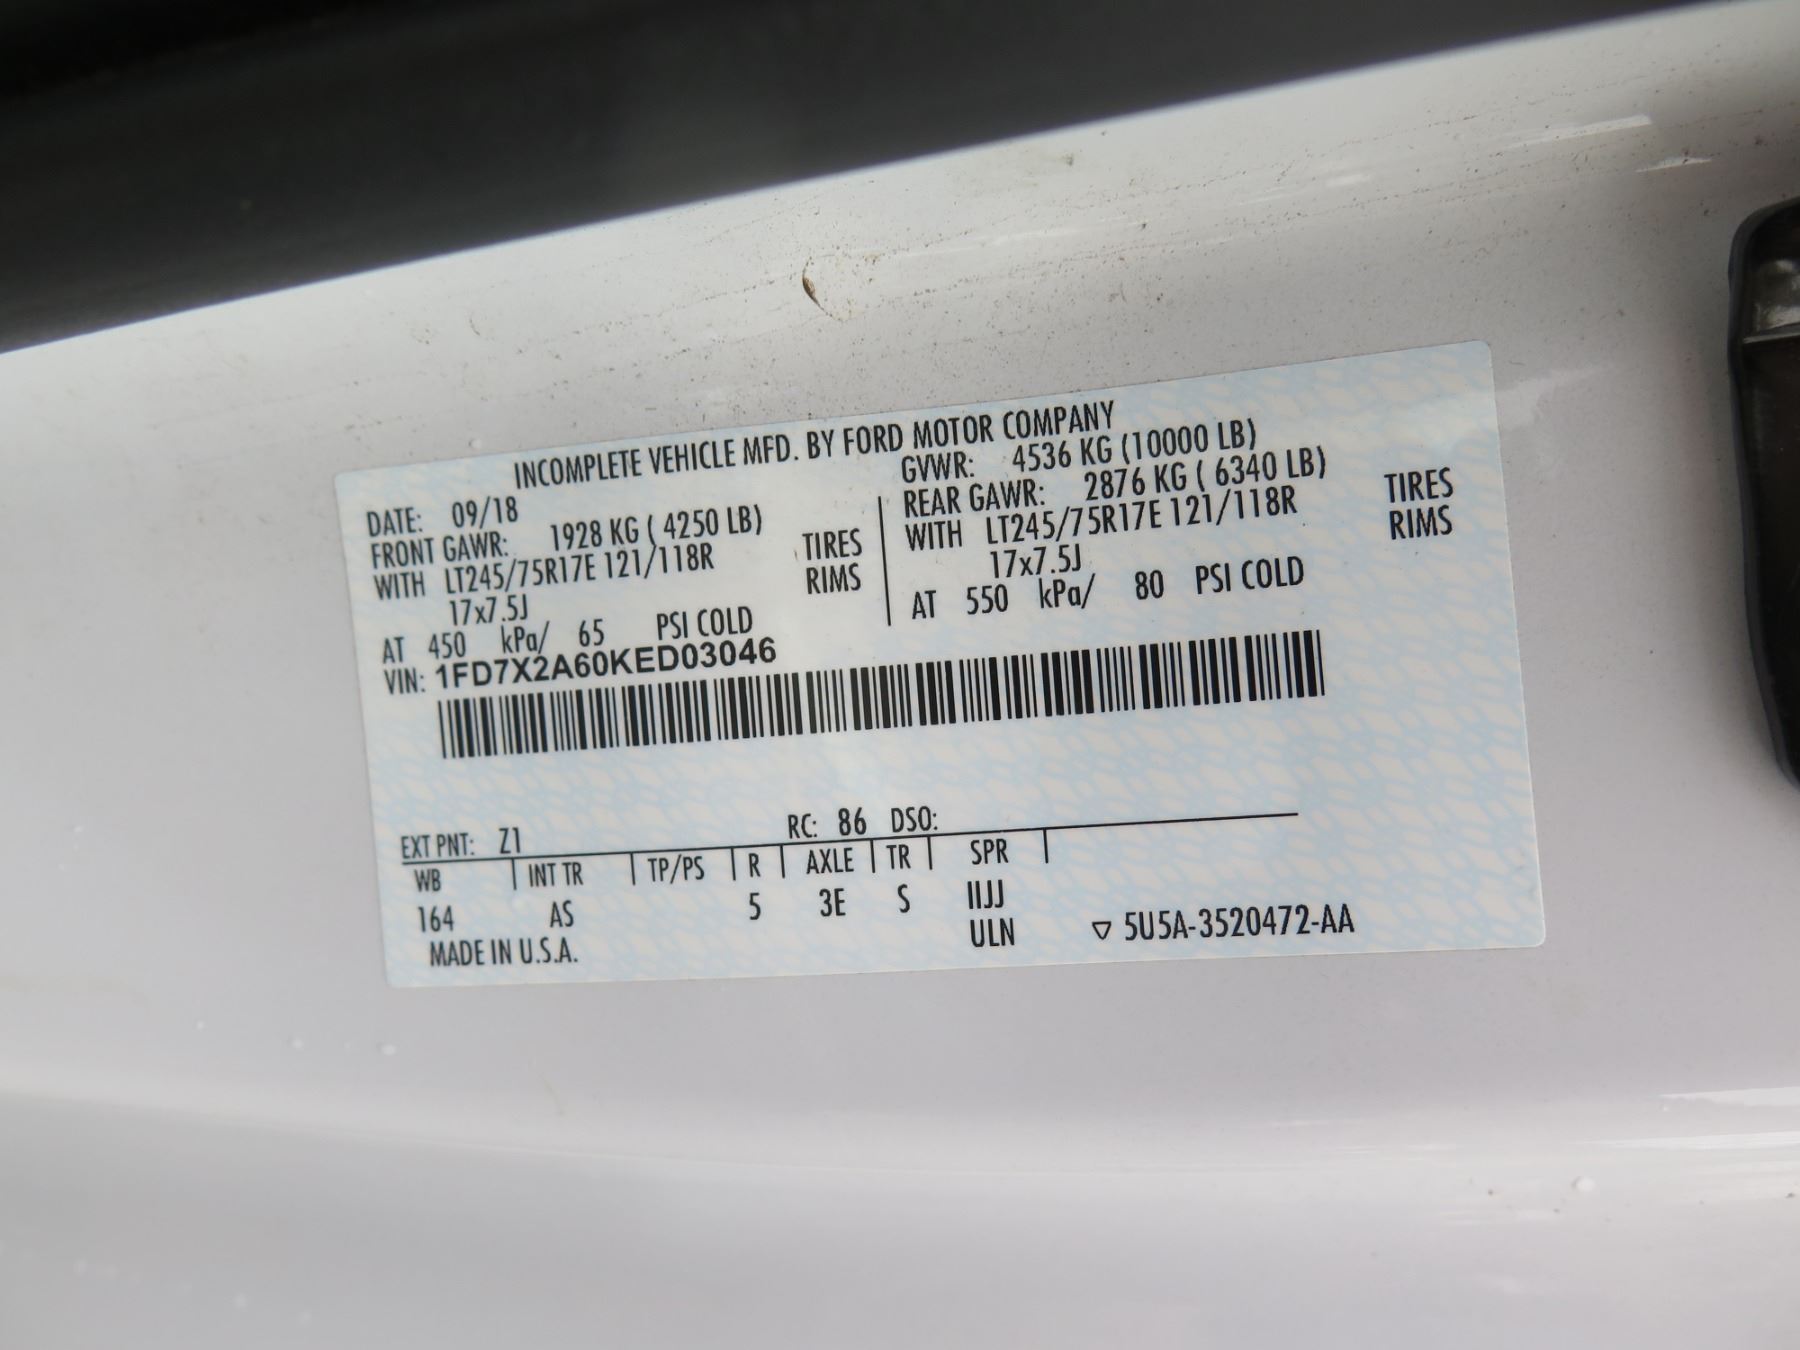 INCOMPLETE VEHICLE MFD. BY FORD MOTOR COMPANY
DATE: 09/18
GVWR: 4536 KG (10000 LB)
FRONT GAWR: 1928 KG ( 4250 LB)
WITH LT245/75R17E 121/118R TIRES
17x7.5J RIMS
AT 450 kPa/ 65 PSI COLD
REAR GAWR: 2876 KG ( 6340 LB)
WITH LT245/75R17E 121/118R TIRES
17x7.5J RIMS
AT 550 kPa/ 80 PSI COLD
VIN: 1FD7X2A60KED03046
EXT PNT: Z1 RC: 86 DSO:
WB INT TR TP/PS R AXLE TR SPR
164 AS 5 3E S IIJJ
MADE IN U.S.A. ULN ▽ 5U5A-3520472-AA